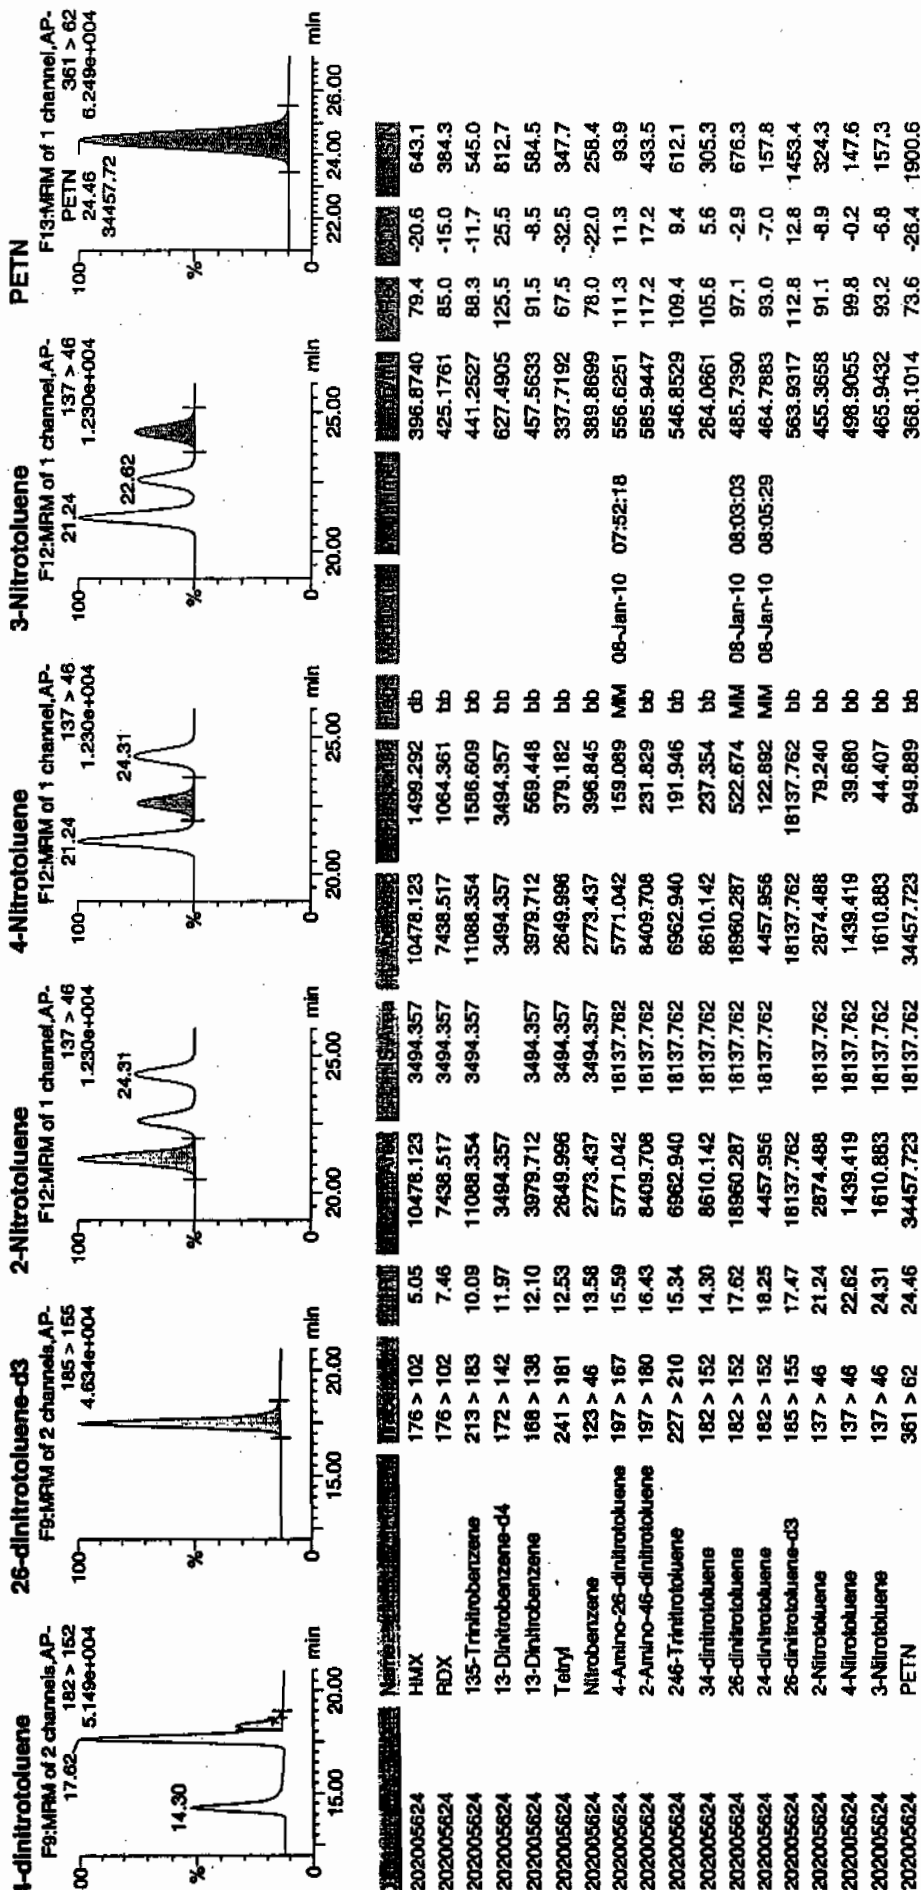 4-dinitrotoluene
F9:MRM of 2 channels,AP-
182 > 152
5.149e+004
17.62
14.30
%
0
15.00 20.00 min
26-dinitrotoluene-d3
F9:MRM of 2 channels,AP-
185 > 155
4.634e+004
100
%
0
15.00 20.00 min
2-Nitrotoluene
F12:MRM of 1 channel,AP-
137 > 46
1.230e+004
100
24.31
%
0
20.00 25.00 min
4-Nitrotoluene
F12:MRM of 1 channel,AP-
137 > 46
1.230e+004
100
21.24
24.31
%
0
20.00 25.00 min
3-Nitrotoluene
F12:MRM of 1 channel,AP-
137 > 46
1.230e+004
100
21.24
22.62
%
0
20.00 25.00 min
PETN
F13:MRM of 1 channel,AP-
361 > 62
6.249e+004
100
PETN
24.46
34457.72
%
0
22.00 24.00 26.00 min
Name
202005624 HMX 176 > 102 5.05 10478.123 3494.357 10478.123 1499.292 db 396.8740 79.4 -20.6 643.1
202005624 RDX 176 > 102 7.46 7438.517 3494.357 7438.517 1064.361 bb 425.1761 85.0 -15.0 384.3
202005624 135-Trinitrobenzene 213 > 183 10.09 11088.354 3494.357 11088.354 1586.609 bb 441.2527 88.3 -11.7 545.0
202005624 13-Dinitrobenzene-d4 172 > 142 11.97 3494.357 3494.357 3494.357 bb 627.4905 125.5 25.5 812.7
202005624 13-Dinitrobenzene 168 > 138 12.10 3979.712 3494.357 3979.712 569.448 bb 457.5633 91.5 -8.5 584.5
202005624 Tetryl 241 > 181 12.53 2649.996 3494.357 2649.996 379.182 bb 337.7192 67.5 -32.5 347.7
202005624 Nitrobenzene 123 > 46 13.58 2773.437 3494.357 2773.437 396.845 bb 389.8699 78.0 -22.0 258.4
202005624 4-Amino-26-dinitrotoluene 197 > 167 15.59 5771.042 18137.762 5771.042 159.089 MM 08-Jan-10 07:52:18 556.6251 111.3 11.3 93.9
202005624 2-Amino-46-dinitrotoluene 197 > 180 16.43 8409.708 18137.762 8409.708 231.829 bb 585.9447 117.2 17.2 433.5
202005624 246-Trinitrotoluene 227 > 210 15.34 6962.940 18137.762 6962.940 191.946 bb 546.8529 109.4 9.4 612.1
202005624 34-dinitrotoluene 182 > 152 14.30 8610.142 18137.762 8610.142 237.354 bb 264.0661 105.6 5.6 305.3
202005624 26-dinitrotoluene 182 > 152 17.62 18960.287 18137.762 18960.287 522.674 MM 08-Jan-10 08:03:03 485.7390 97.1 -2.9 676.3
202005624 24-dinitrotoluene 182 > 152 18.25 4457.956 18137.762 4457.956 122.892 MM 08-Jan-10 08:05:29 464.7883 93.0 -7.0 157.8
202005624 26-dinitrotoluene-d3 185 > 155 17.47 18137.762 18137.762 18137.762 bb 563.9317 112.8 12.8 1453.4
202005624 2-Nitrotoluene 137 > 46 21.24 2874.488 18137.762 2874.488 79.240 bb 455.3658 91.1 -8.9 324.3
202005624 4-Nitrotoluene 137 > 46 22.62 1439.419 18137.762 1439.419 39.680 bb 498.9055 99.8 -0.2 147.6
202005624 3-Nitrotoluene 137 > 46 24.31 1610.883 18137.762 1610.883 44.407 bb 465.9432 93.2 -6.8 157.3
202005624 PETN 361 > 62 24.46 34457.723 18137.762 34457.723 949.889 bb 368.1014 73.6 -26.4 1900.6